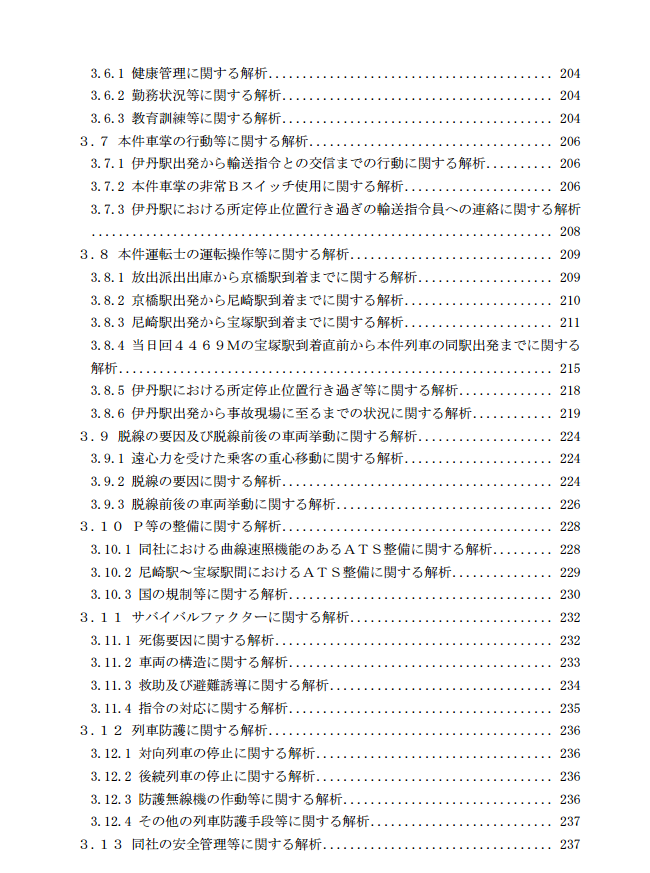 3.6.1 健康管理に関する解析.......................................... 204
3.6.2 勤務状況等に関する解析........................................ 204
3.6.3 教育訓練等に関する解析........................................ 204
３.７ 本件車掌の行動等に関する解析.................................... 206
3.7.1 伊丹駅出発から輸送指令との交信までの行動に関する解析.......... 206
3.7.2 本件車掌の非常Ｂスイッチ使用に関する解析...................... 206
3.7.3 伊丹駅における所定停止位置行き過ぎの輸送指令員への連絡に関する解析
.................................................................... 208
３.８ 本件運転士の運転操作等に関する解析.............................. 209
3.8.1 放出派出出庫から京橋駅到着までに関する解析.................... 209
3.8.2 京橋駅出発から尼崎駅到着までに関する解析...................... 210
3.8.3 尼崎駅出発から宝塚駅到着までに関する解析...................... 211
3.8.4 当日回４４６９Ｍの宝塚駅到着直前から本件列車の同駅出発までに関する
解析................................................................ 215
3.8.5 伊丹駅における所定停止位置行き過ぎ等に関する解析.............. 218
3.8.6 伊丹駅出発から事故現場に至るまでの状況に関する解析............ 219
３.９ 脱線の要因及び脱線前後の車両挙動に関する解析.................... 224
3.9.1 遠心力を受けた乗客の重心移動に関する解析...................... 224
3.9.2 脱線の要因に関する解析........................................ 224
3.9.3 脱線前後の車両挙動に関する解析................................ 226
３.１０ Ｐ等の整備に関する解析........................................ 228
3.10.1 同社における曲線速照機能のあるＡＴＳ整備に関する解析......... 228
3.10.2 尼崎駅～宝塚駅間におけるＡＴＳ整備に関する解析............... 229
3.10.3 国の規制等に関する解析....................................... 230
３.１１ サバイバルファクターに関する解析.............................. 232
3.11.1 死傷要因に関する解析......................................... 232
3.11.2 車両の構造に関する解析....................................... 233
3.11.3 救助及び避難誘導に関する解析................................. 234
3.11.4 指令の対応に関する解析....................................... 235
３.１２ 列車防護に関する解析.......................................... 236
3.12.1 対向列車の停止に関する解析................................... 236
3.12.2 後続列車の停止に関する解析................................... 236
3.12.3 防護無線機の作動等に関する解析............................... 236
3.12.4 その他の列車防護手段等に関する解析........................... 237
３.１３ 同社の安全管理等に関する解析.................................. 237